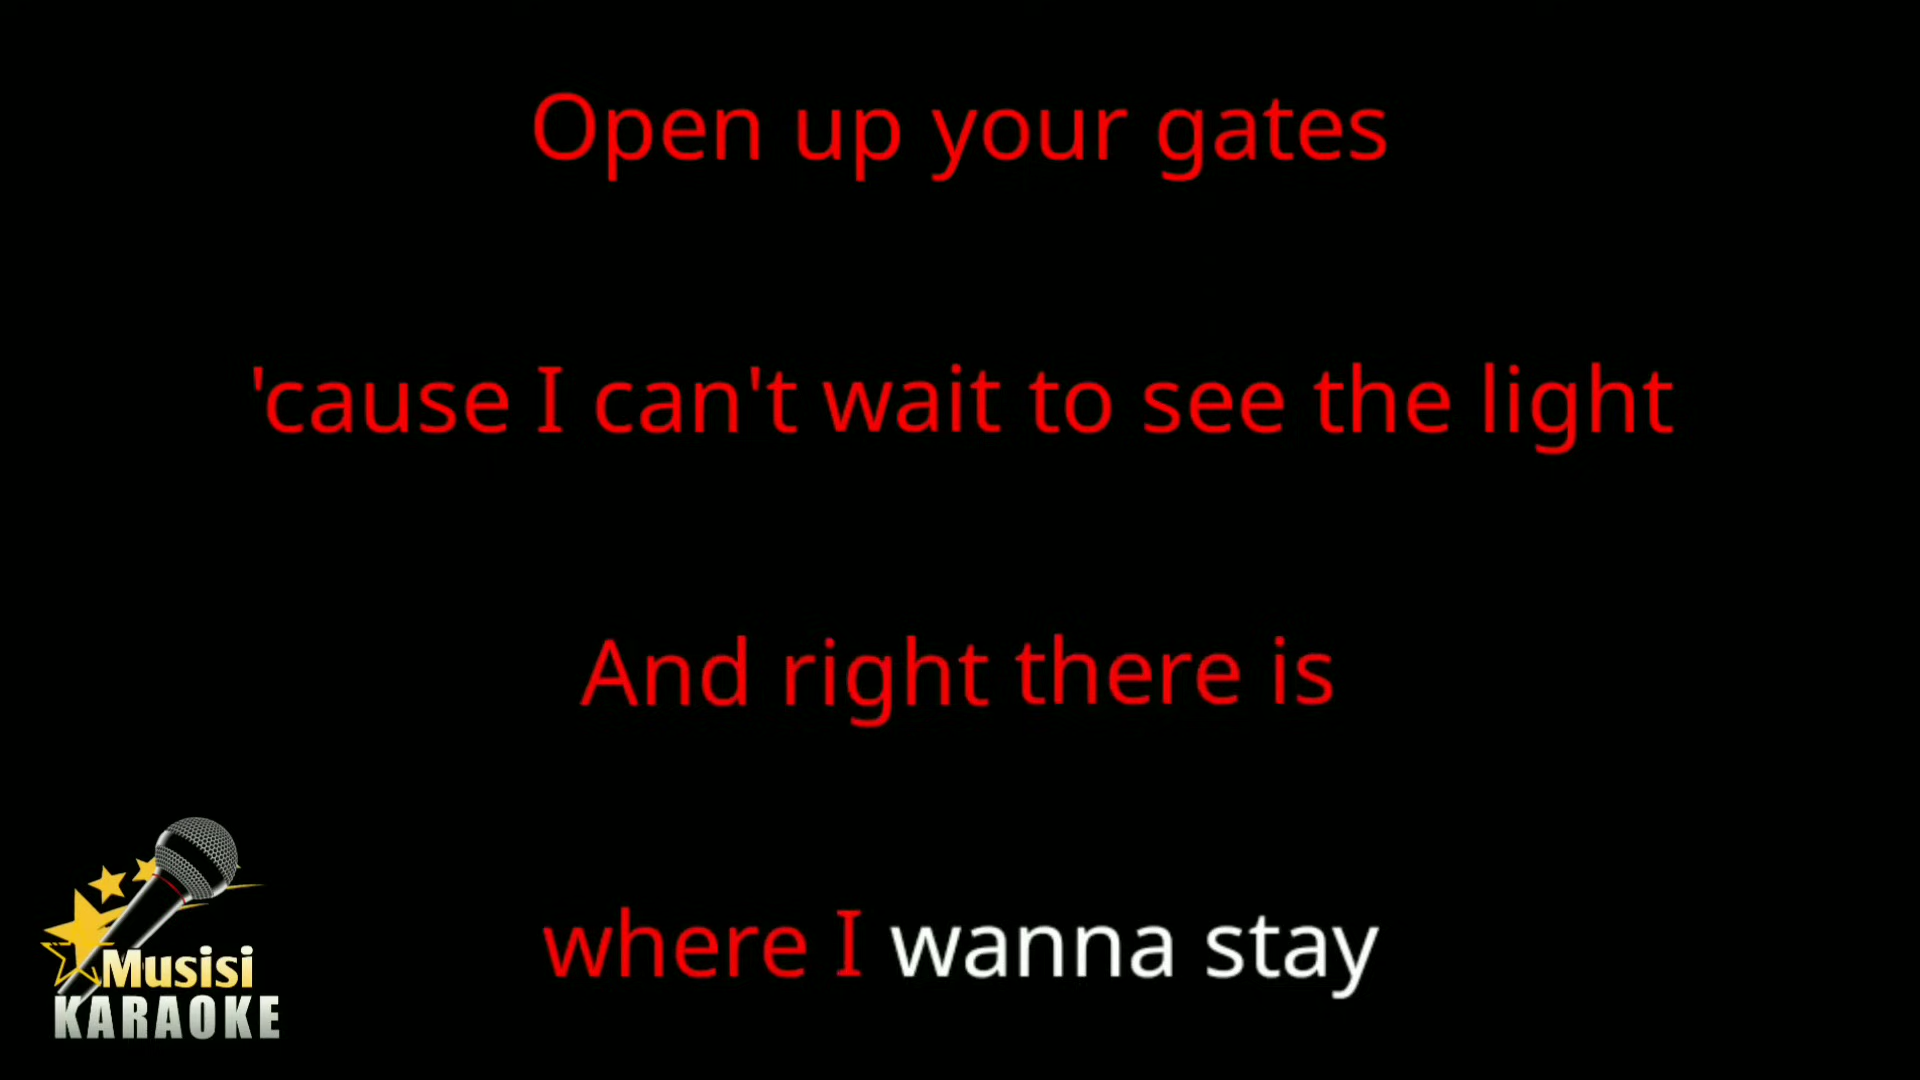 Open up your gates
'cause I can't wait to see the light
And right there is
where I wanna stay
Musisi
KARAOKE